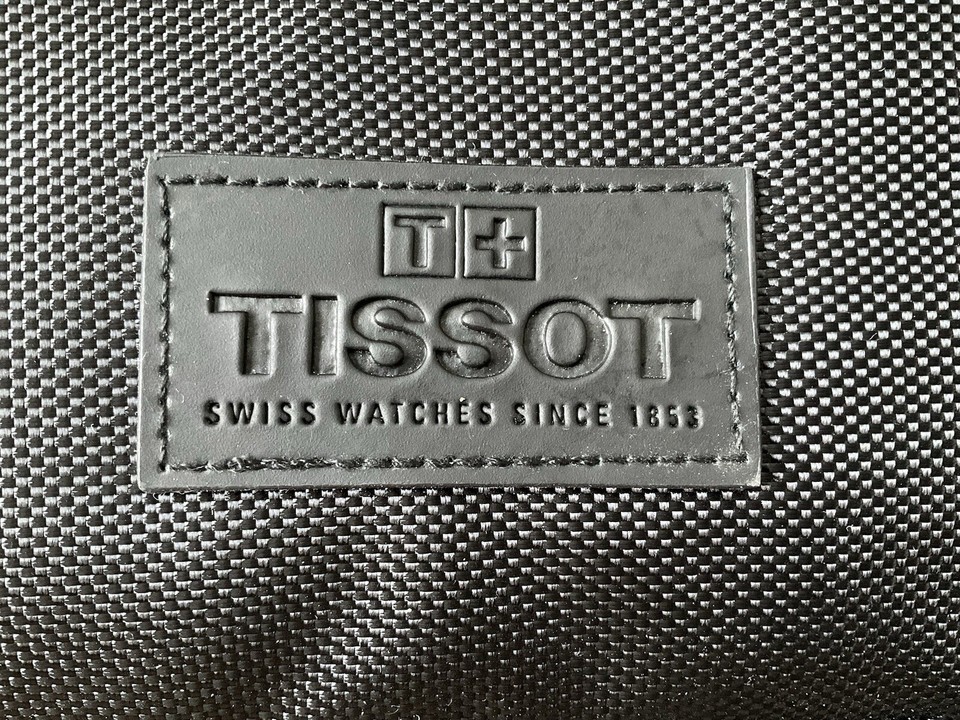 T+
TISSOT
SWISS WATCHES SINCE 1853